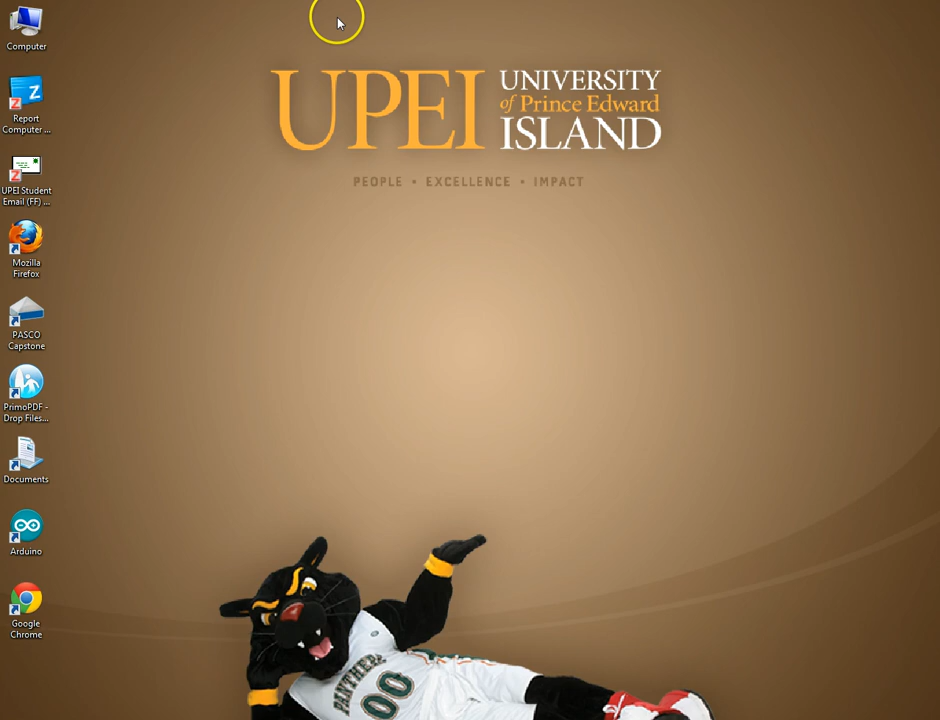 Computer
Report
Computer ...
UPEI Student
Email (FF) ...
Mozilla
Firefox
PASCO
Capstone
PrimoPDF -
Drop Files...
Documents
Arduino
Google
Chrome
UPEI
UNIVERSITY
of Prince Edward
ISLAND
PEOPLE • EXCELLENCE • IMPACT
PANTHERS
00